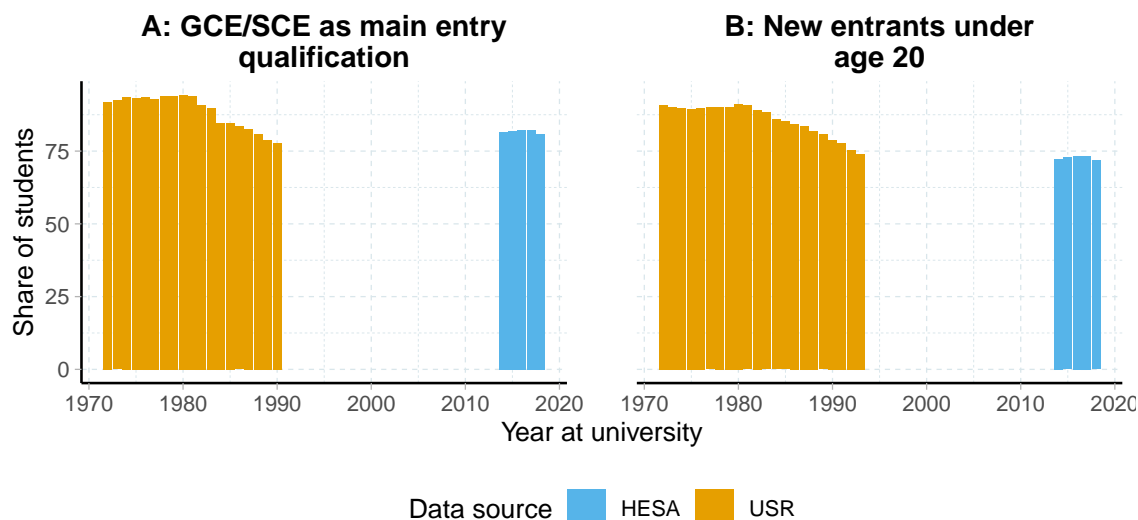 A: GCE/SCE as main entry
qualification
B: New entrants under
age 20
Share of students
75
50
25
0
1970 1980 1990 2000 2010 2020
1970 1980 1990 2000 2010 2020
Year at university
Data source HESA USR